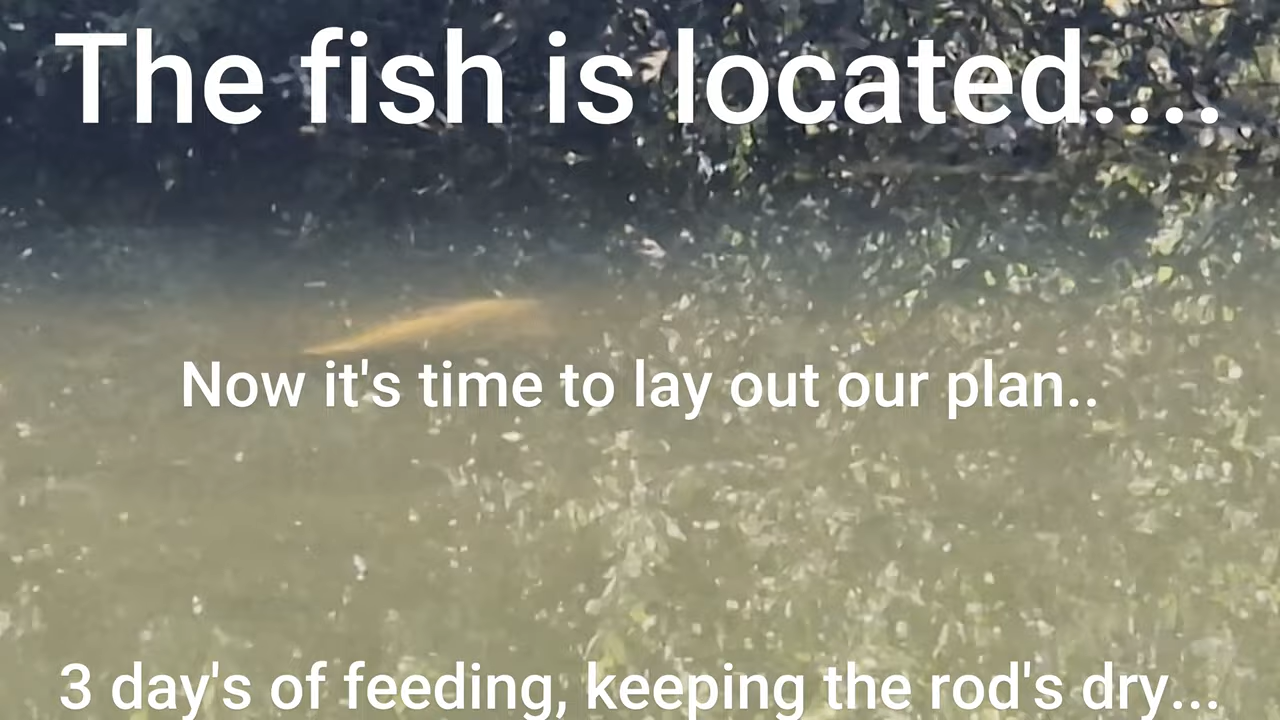 The fish is located....
Now it's time to lay out our plan..
3 day's of feeding, keeping the rod's dry...